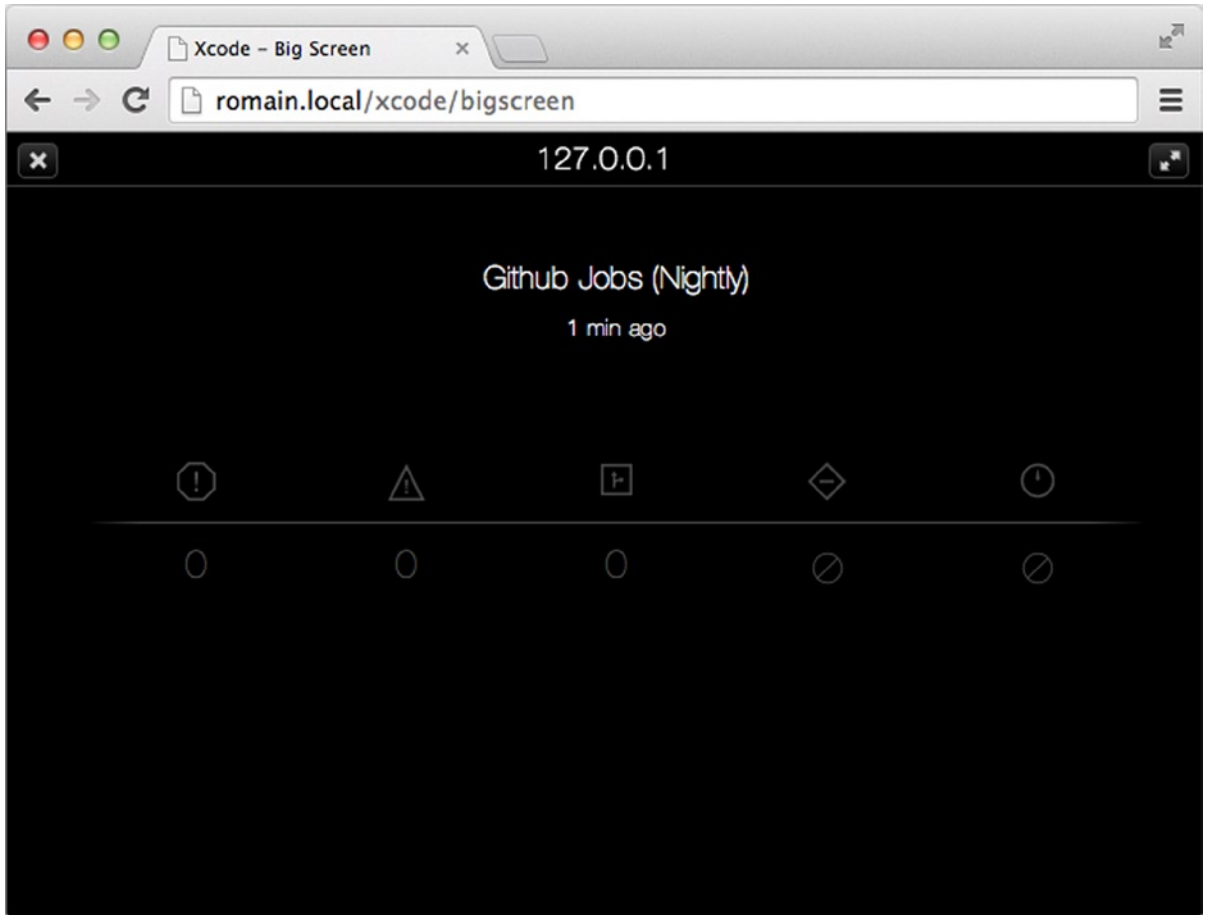 Xcode – Big Screen
romain.local/xcode/bigscreen
127.0.0.1
Github Jobs (Nightly)
1 min ago
0 0 0